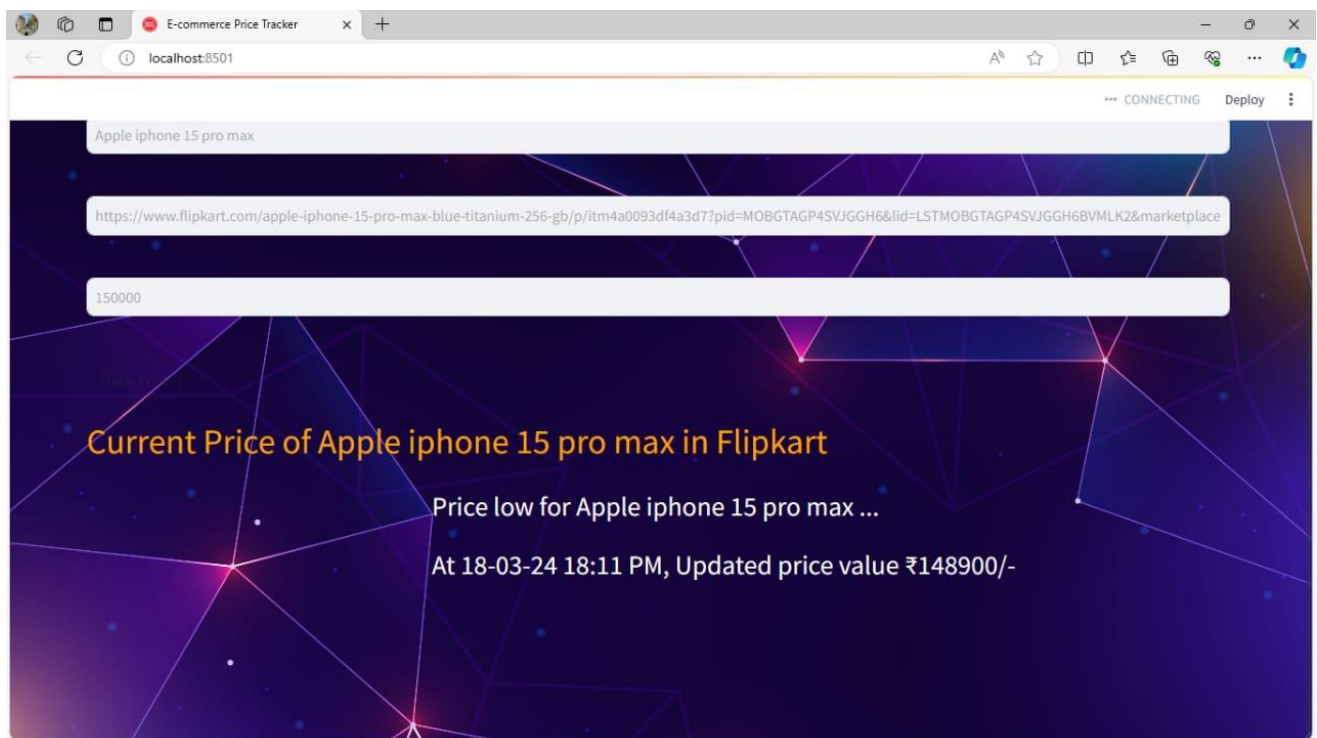 E-commerce Price Tracker
localhost:8501
CONNECTING Deploy
Apple iphone 15 pro max
https://www.flipkart.com/apple-iphone-15-pro-max-blue-titanium-256-gb/p/itm4a0093df4a3d7?pid=MOBGTAGP4SVJGGH6&lid=LSTMOBGTAGP4SVJGGH6BVMLK2&marketplace
150000
Track Price
Current Price of Apple iphone 15 pro max in Flipkart
Price low for Apple iphone 15 pro max ...
At 18-03-24 18:11 PM, Updated price value ₹148900/-